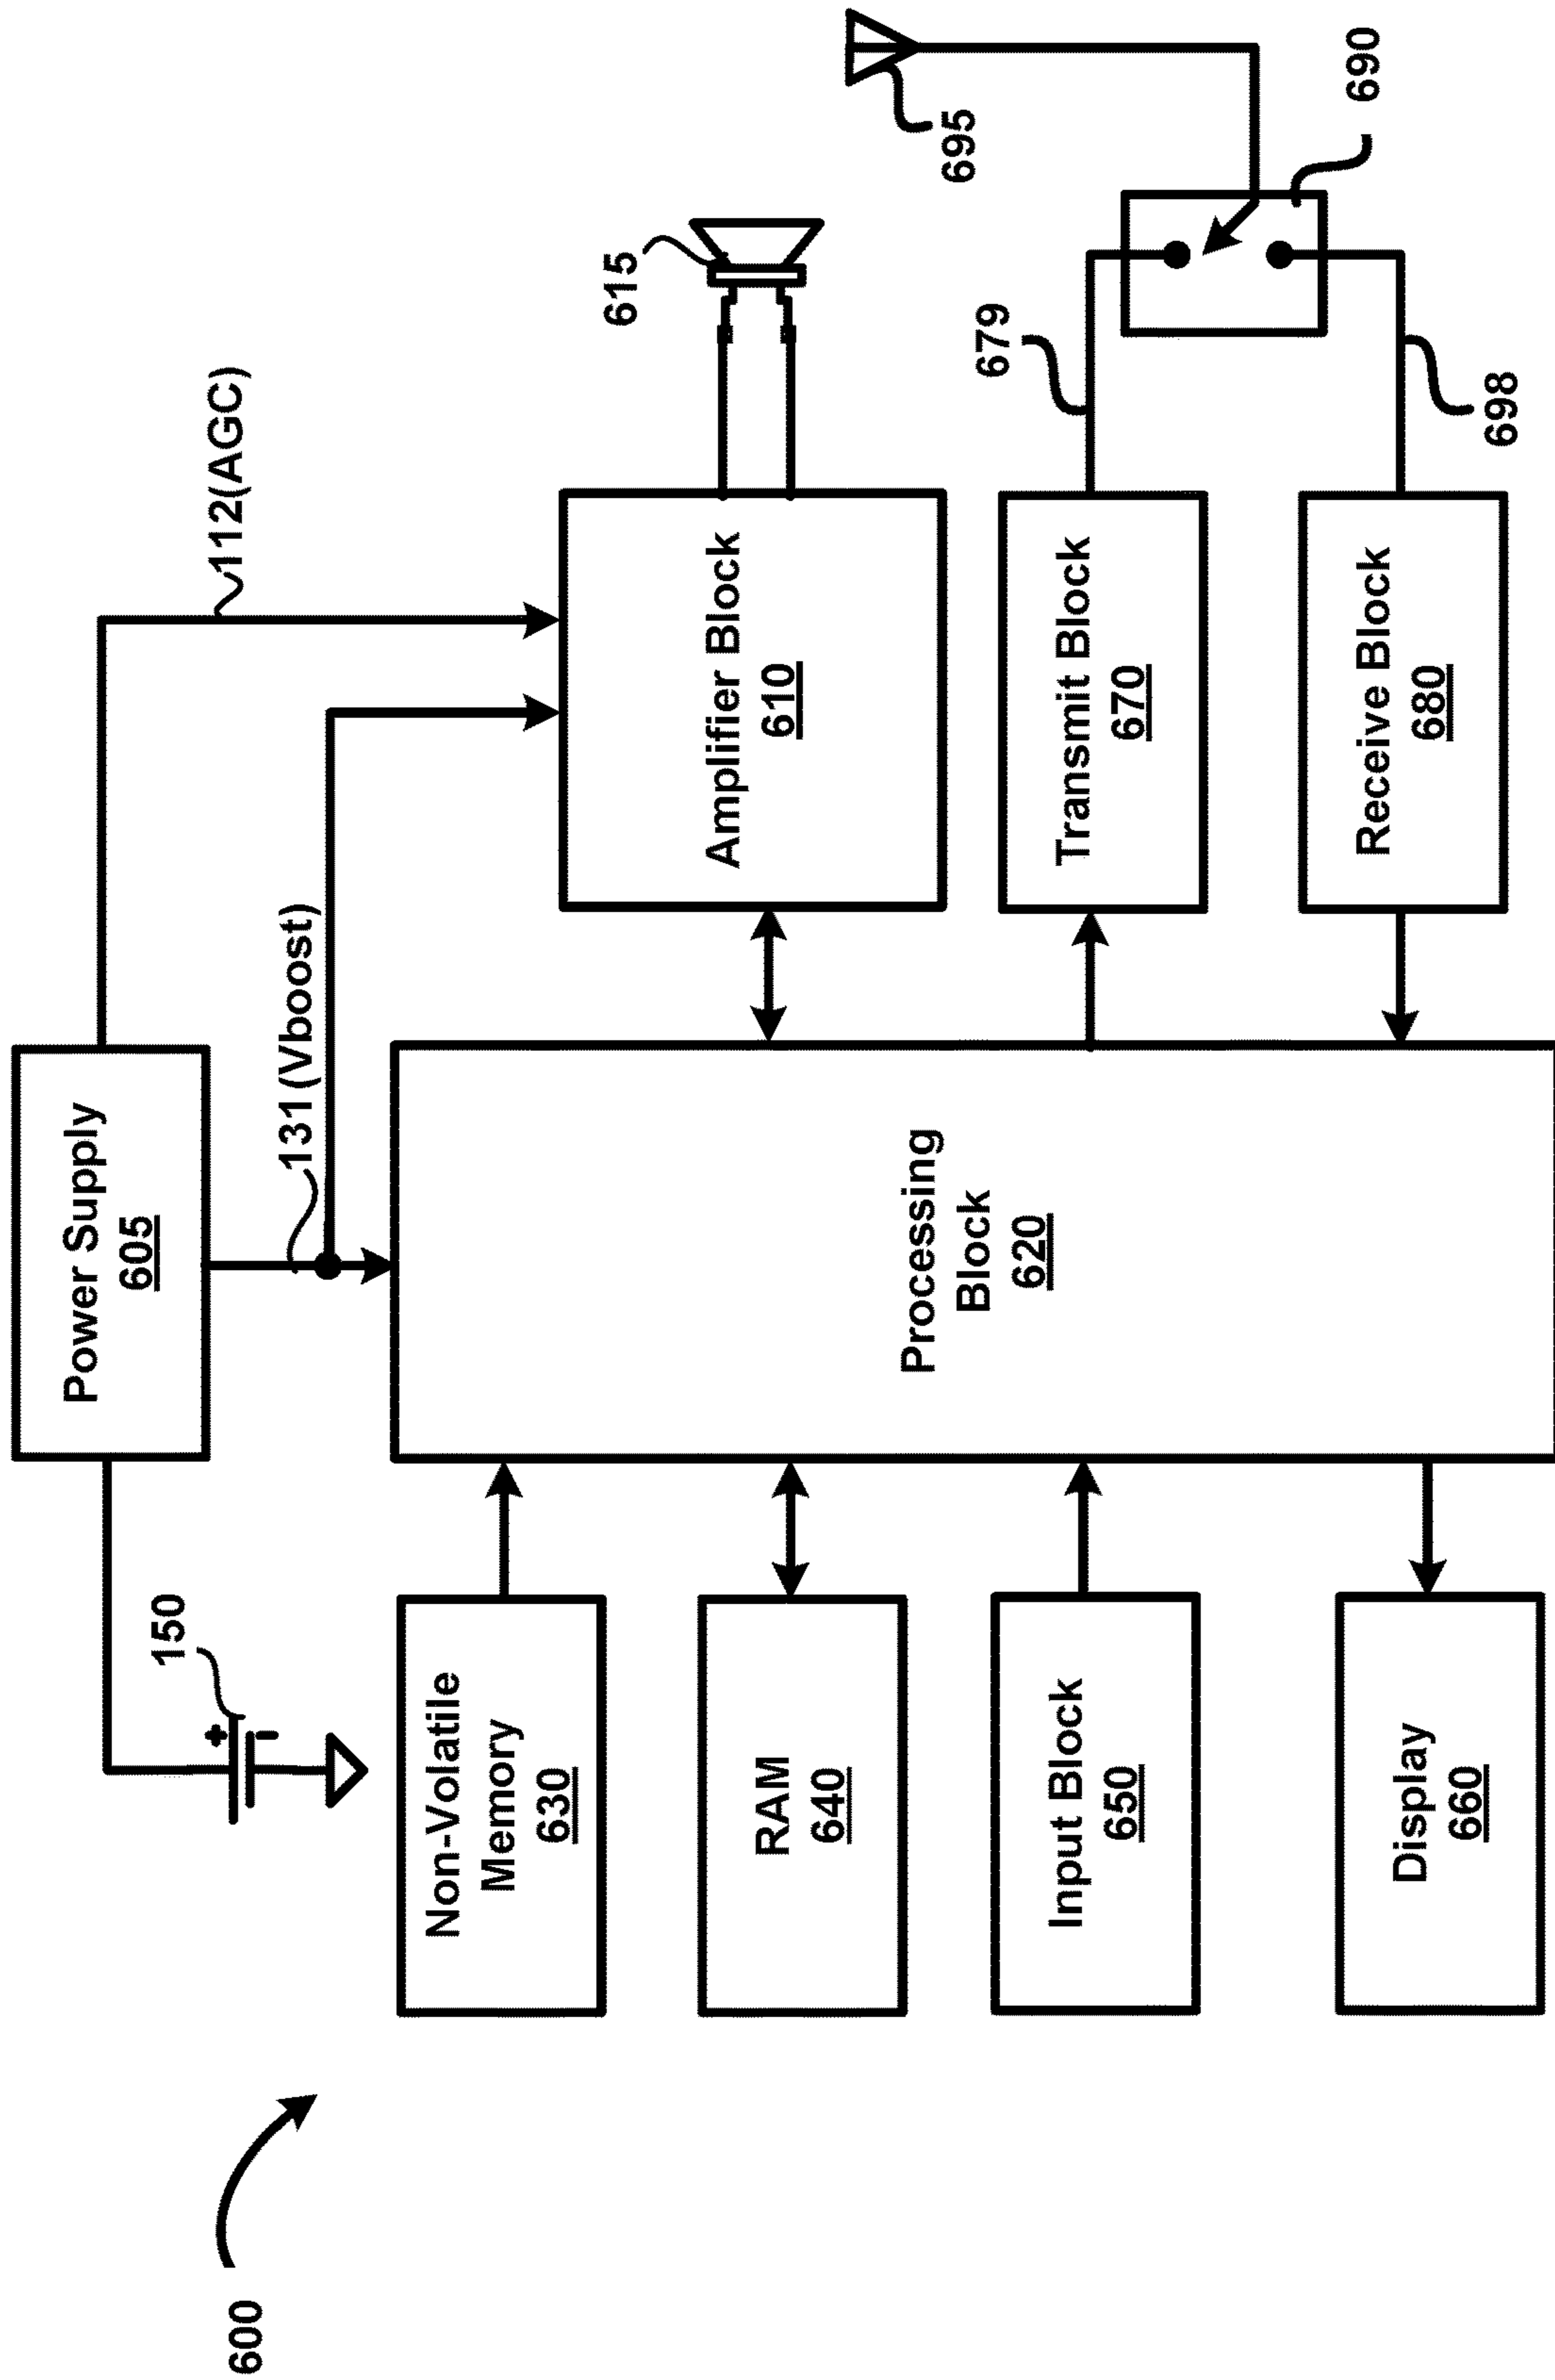 600
150
+
-
Power Supply
605
131(Vboost)
112(AGC)
Non-Volatile
Memory
630
RAM
640
Input Block
650
Display
660
Processing
Block
620
Amplifier Block
610
615
Transmit Block
670
679
Receive Block
680
698
695
690